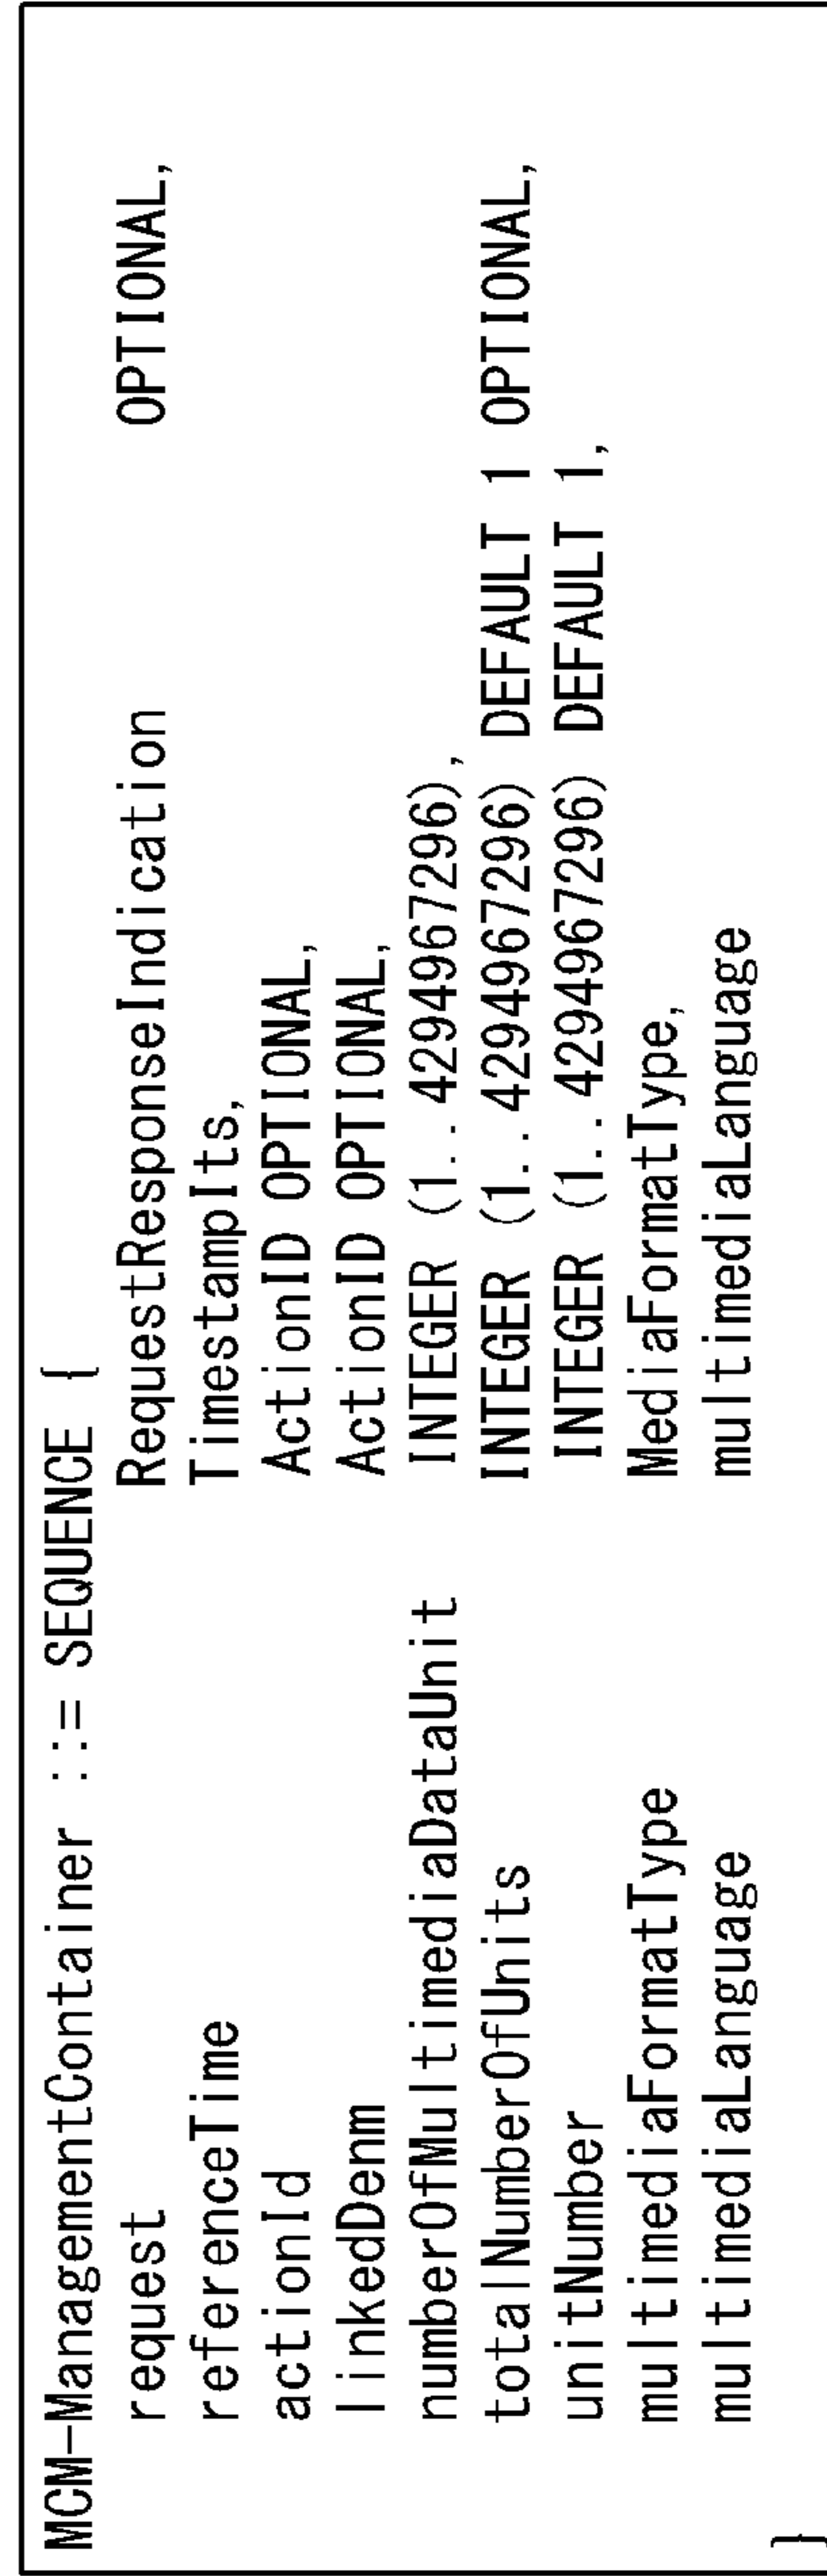 MCM-ManagementContainer ::= SEQUENCE {
request RequestResponseIndication OPTIONAL,
referenceTime TimestampIts,
actionId ActionID OPTIONAL,
linkedDenm ActionID OPTIONAL,
numberOfMultimediaDataUnit INTEGER (1..4294967296),
totalNumberOfUnits INTEGER (1..4294967296) DEFAULT 1 OPTIONAL,
unitNumber INTEGER (1..4294967296) DEFAULT 1,
multimediaFormatType MediaFormatType,
multimediaLanguage multimediaLanguage
}